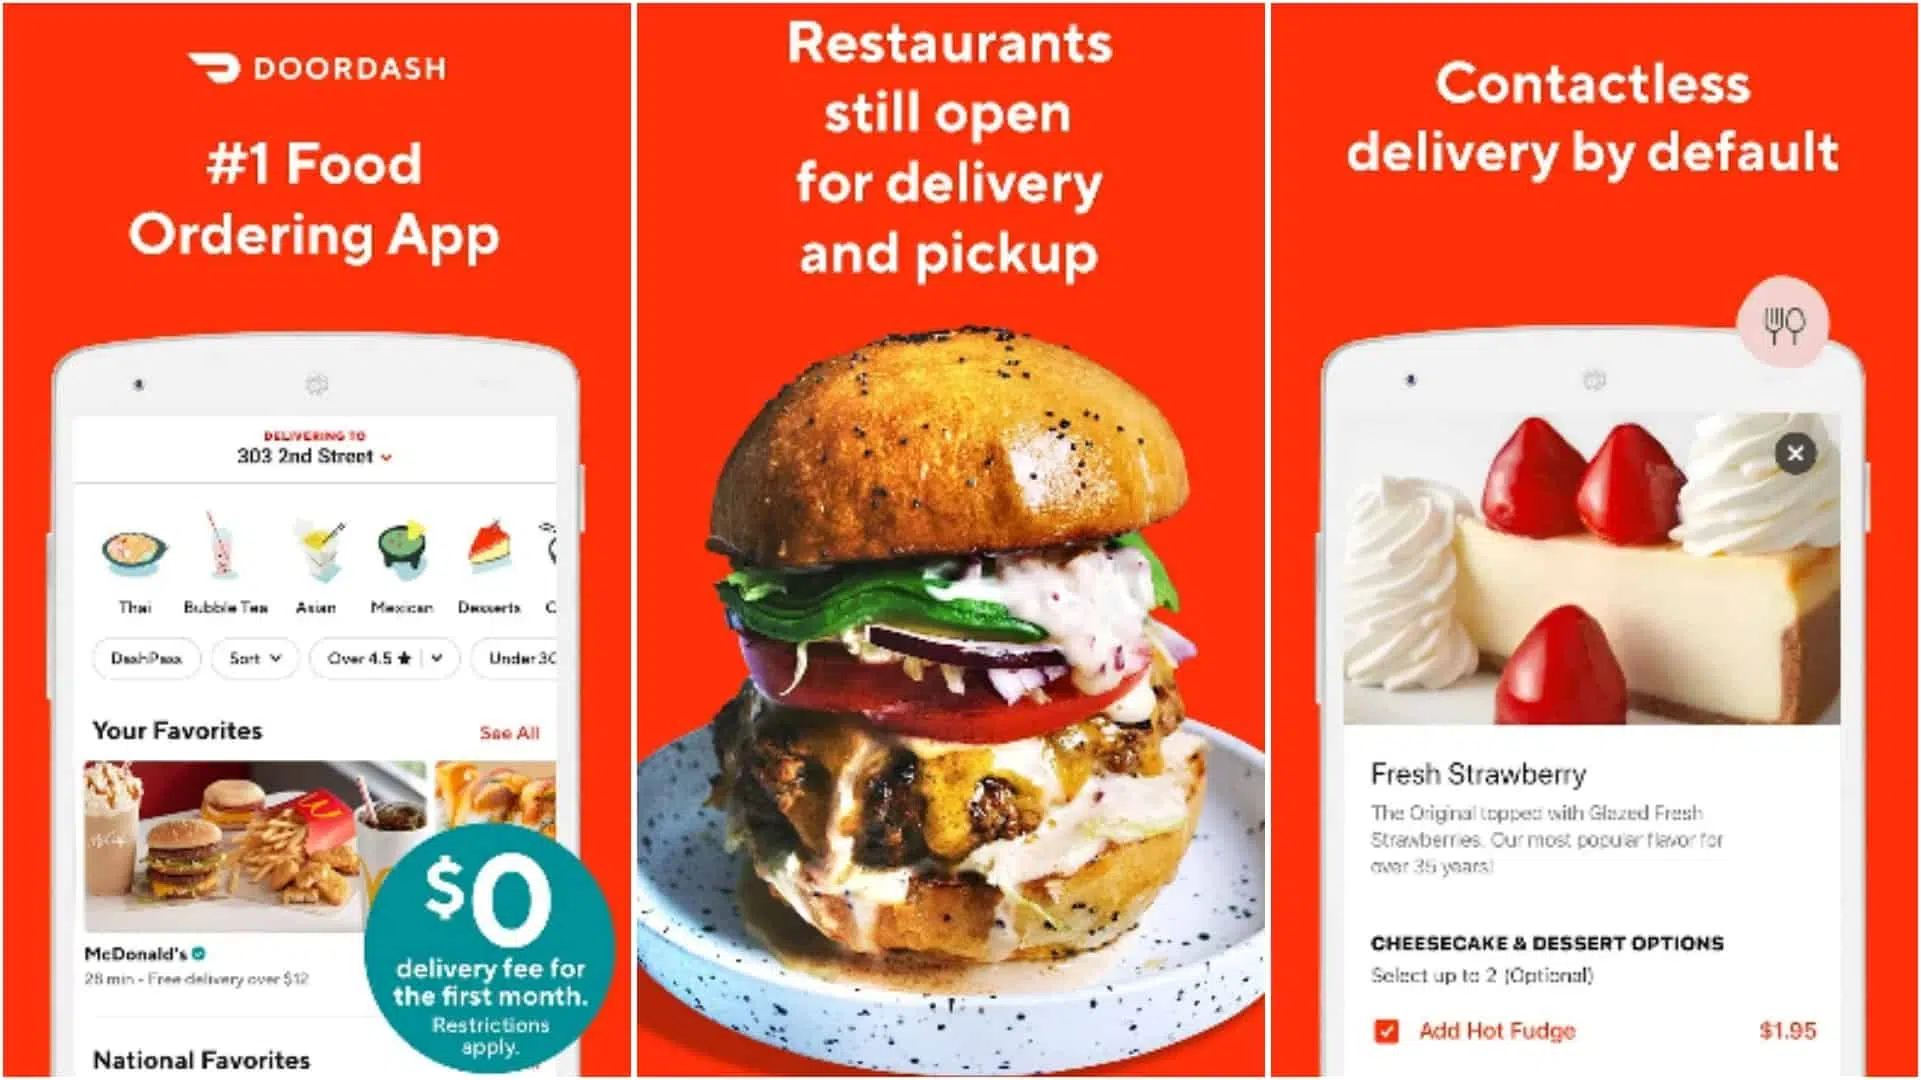 DOORDASH
#1 Food
Ordering App
DELIVERING TO
303 2nd Street
Thai
Bubble Tea
Asian
Mexican
Desserts
C
DashPass
Sort
Over 4.5 ★
Under 30
Your Favorites
See All
McDonald's
28 min - Free delivery over $12
$0
delivery fee for
the first month.
Restrictions
apply.
National Favorites
Restaurants
still open
for delivery
and pickup
Contactless
delivery by default
Fresh Strawberry
The Original topped with Glazed Fresh
Strawberries. Our most popular flavor for
over 35 years!
CHEESECAKE & DESSERT OPTIONS
Select up to 2 (Optional)
Add Hot Fudge
$1.95